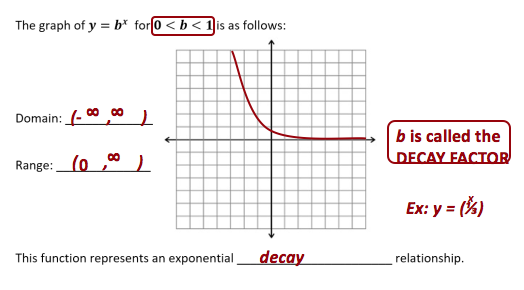 The graph of y = bˣ for 0 < b < 1 is as follows:
Domain: (-∞, ∞)
b is called the
DECAY FACTOR
Range: (0, ∞)
Ex: y = (⅓)ˣ
This function represents an exponential decay relationship.